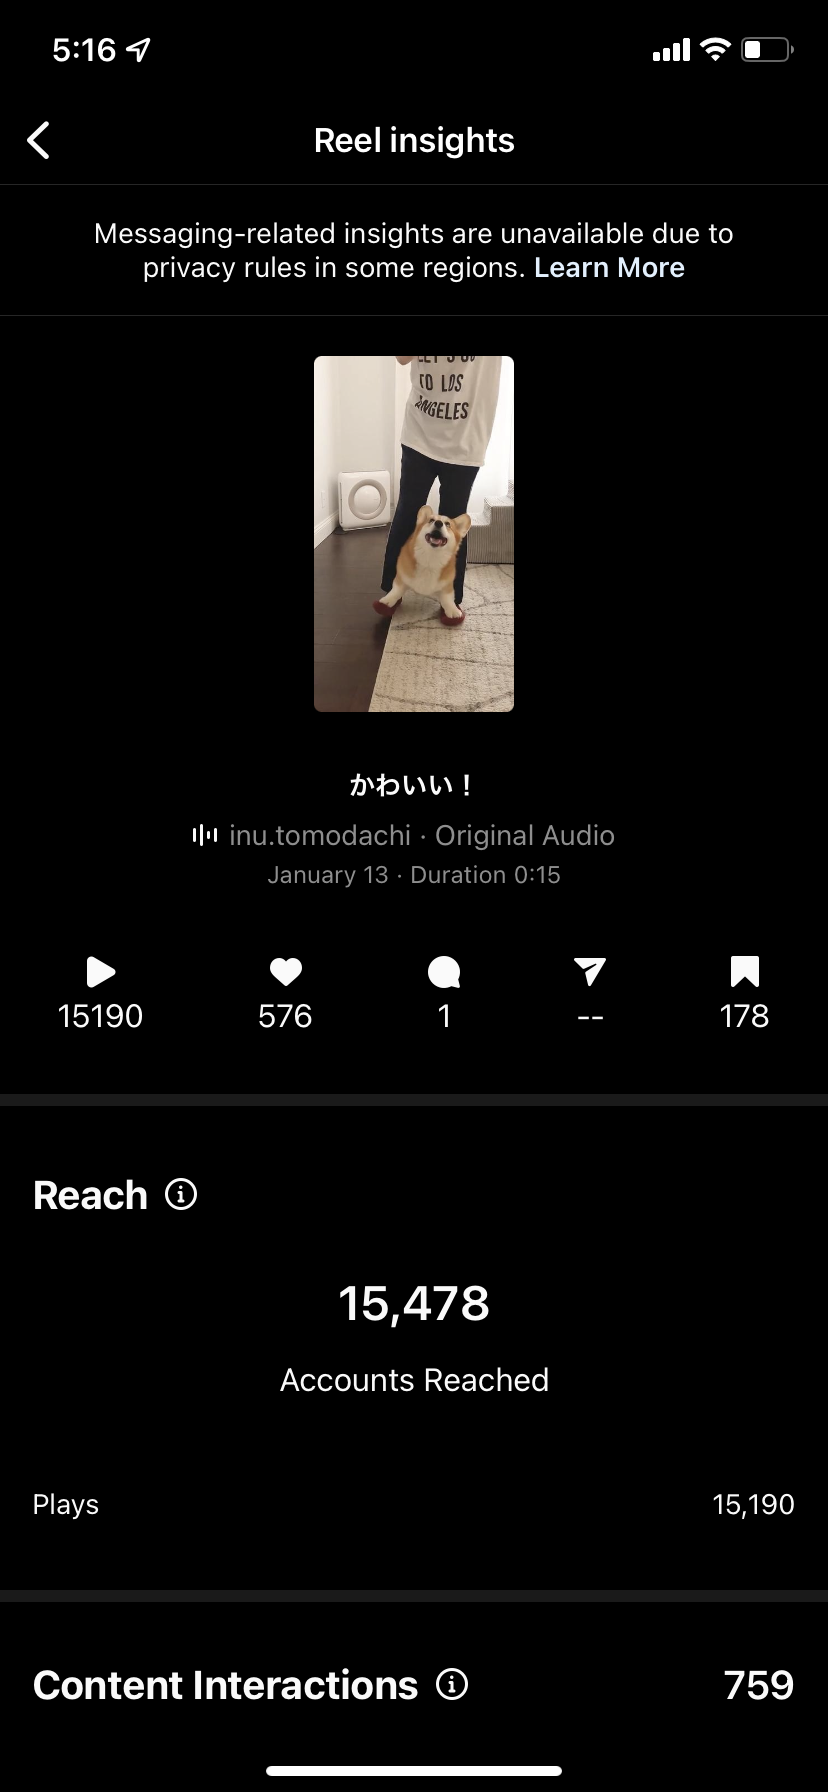 5:16
Reel insights
Messaging-related insights are unavailable due to
privacy rules in some regions. Learn More
TO LOS
ANGELES
かわいい！
inu.tomodachi · Original Audio
January 13 · Duration 0:15
15190 576 1 -- 178
Reach
15,478
Accounts Reached
Plays 15,190
Content Interactions 759